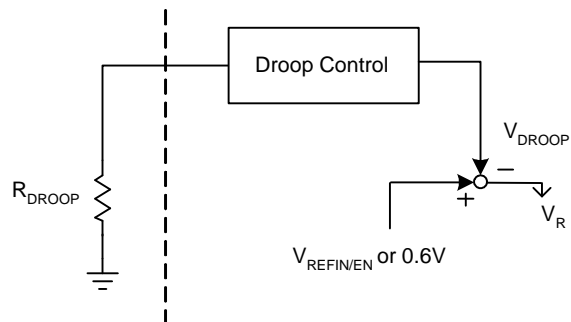 Droop Control
V_DROOP
R_DROOP
−
+
V_R
V_REFIN/EN or 0.6V